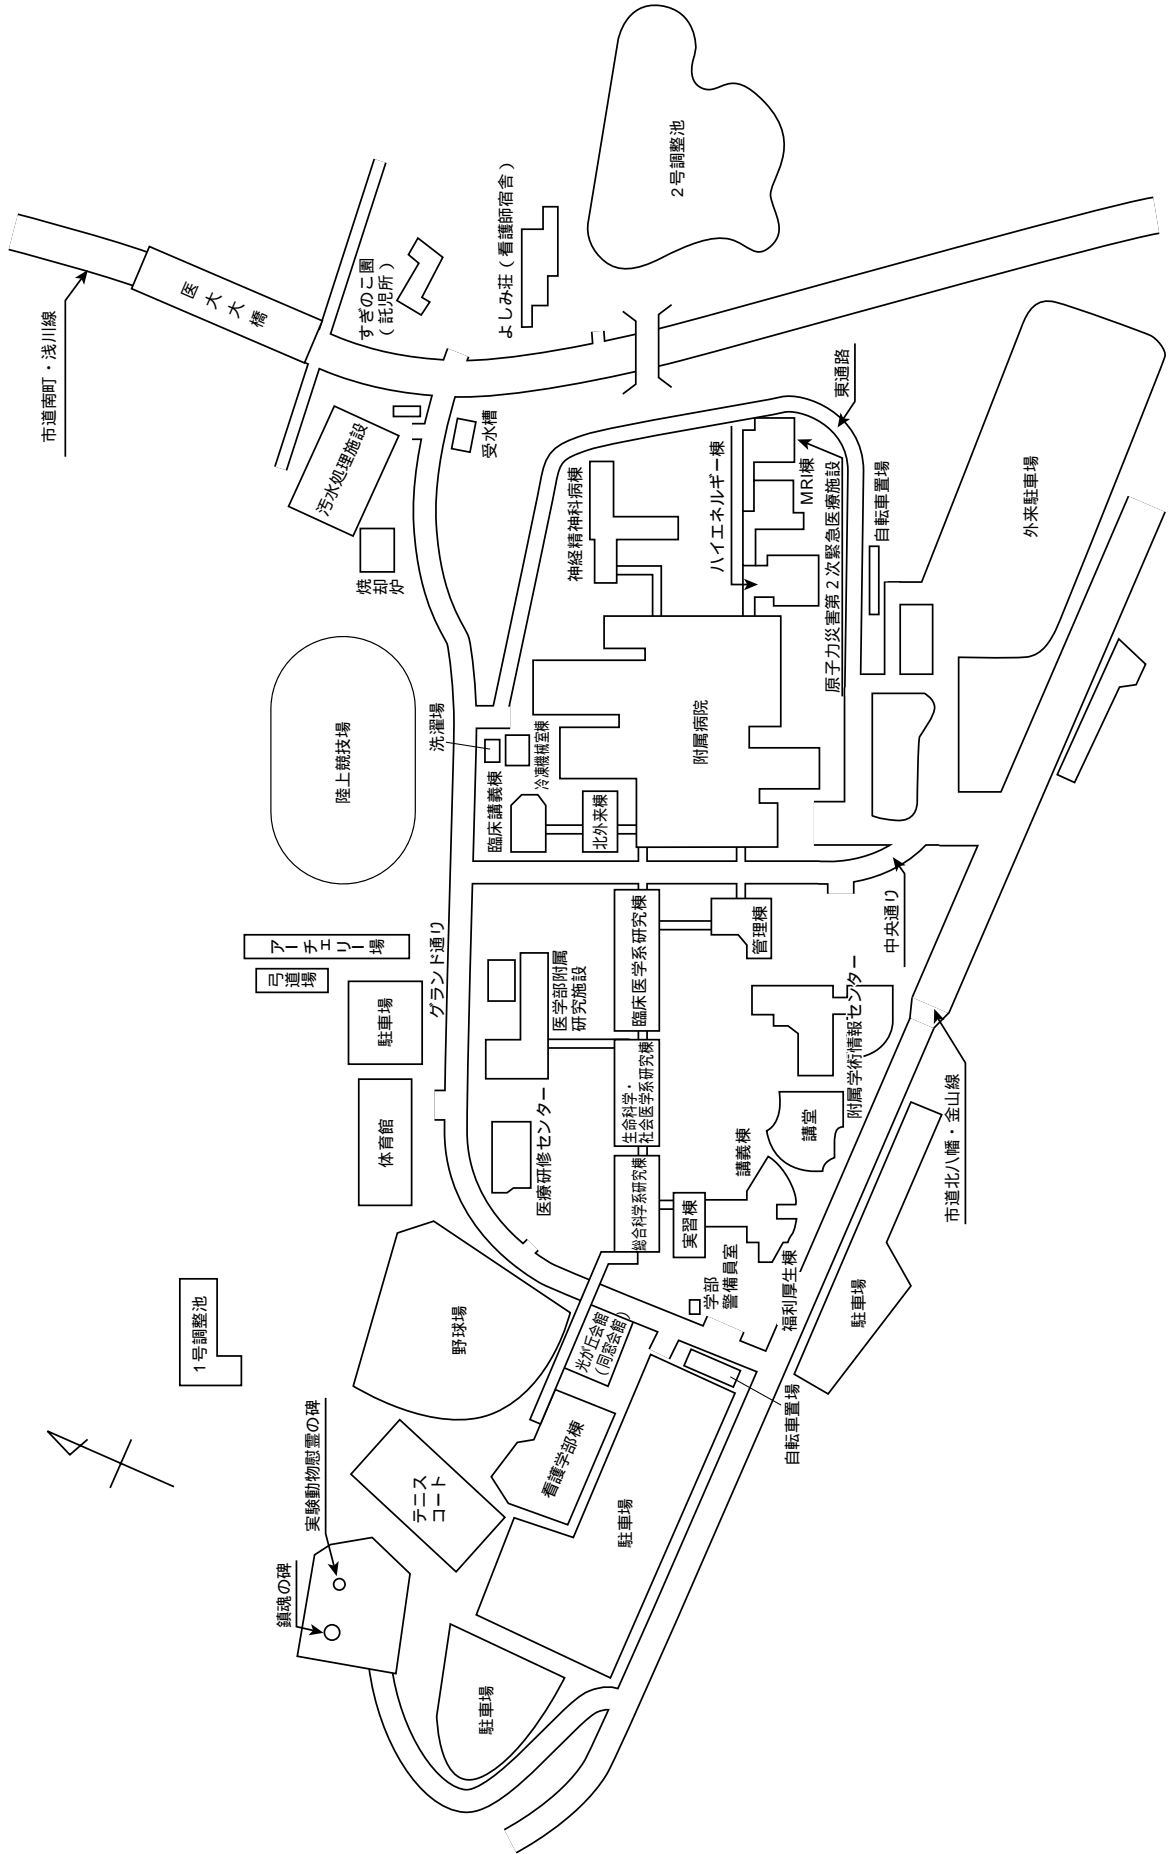 市道南町・浅川線
医大大橋
すぎのこ園
（託児所）
よしみ荘（看護師宿舎）
2号調整池
汚水処理施設
受水槽
焼却炉
東通路
神経精神科病棟
ハイエネルギー棟
MRI棟
原子力災害第２次緊急医療施設
自転車置場
外来駐車場
陸上競技場
洗濯場
冷凍機械室棟
臨床講義棟
北外来棟
附属病院
アーチェリー場
弓道場
駐車場
グランド通り
医学部附属
研究施設
臨床医学系研究棟
管理棟
中央通り
体育館
医療研修センター
生命科学・
社会医学系研究棟
附属学術情報センター
講堂
市道北八幡・金山線
講義棟
総合科学系研究棟
実習棟
学部
警備員室
福利厚生棟
駐車場
1号調整池
野球場
光が丘会館
（同窓会館）
自転車置場
実験動物慰霊の碑
鎮魂の碑
テニス
コート
看護学部棟
駐車場
駐車場